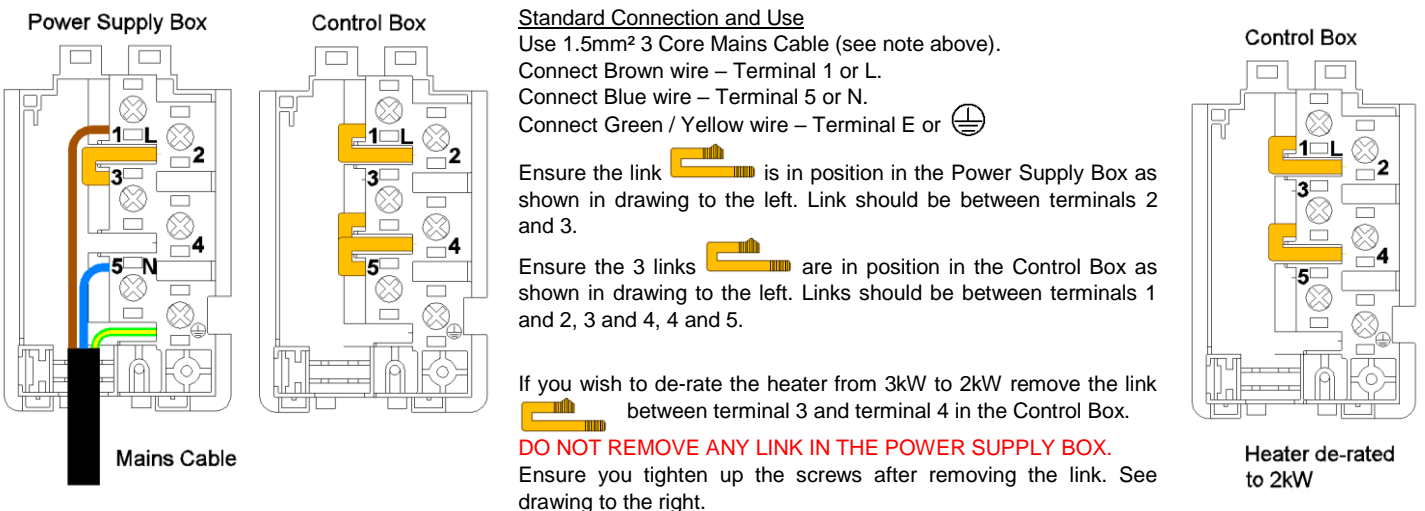 Power Supply Box
1 L
2
3
4
5 N
Mains Cable
Control Box
1 L
2
3
4
5
Standard Connection and Use
Use 1.5mm² 3 Core Mains Cable (see note above).
Connect Brown wire – Terminal 1 or L.
Connect Blue wire – Terminal 5 or N.
Connect Green / Yellow wire – Terminal E or
Ensure the link is in position in the Power Supply Box as
shown in drawing to the left. Link should be between terminals 2
and 3.
Ensure the 3 links are in position in the Control Box as
shown in drawing to the left. Links should be between terminals 1
and 2, 3 and 4, 4 and 5.
If you wish to de-rate the heater from 3kW to 2kW remove the link
between terminal 3 and terminal 4 in the Control Box.
DO NOT REMOVE ANY LINK IN THE POWER SUPPLY BOX.
Ensure you tighten up the screws after removing the link. See
drawing to the right.
Control Box
1 L
2
3
4
5
Heater de-rated
to 2kW